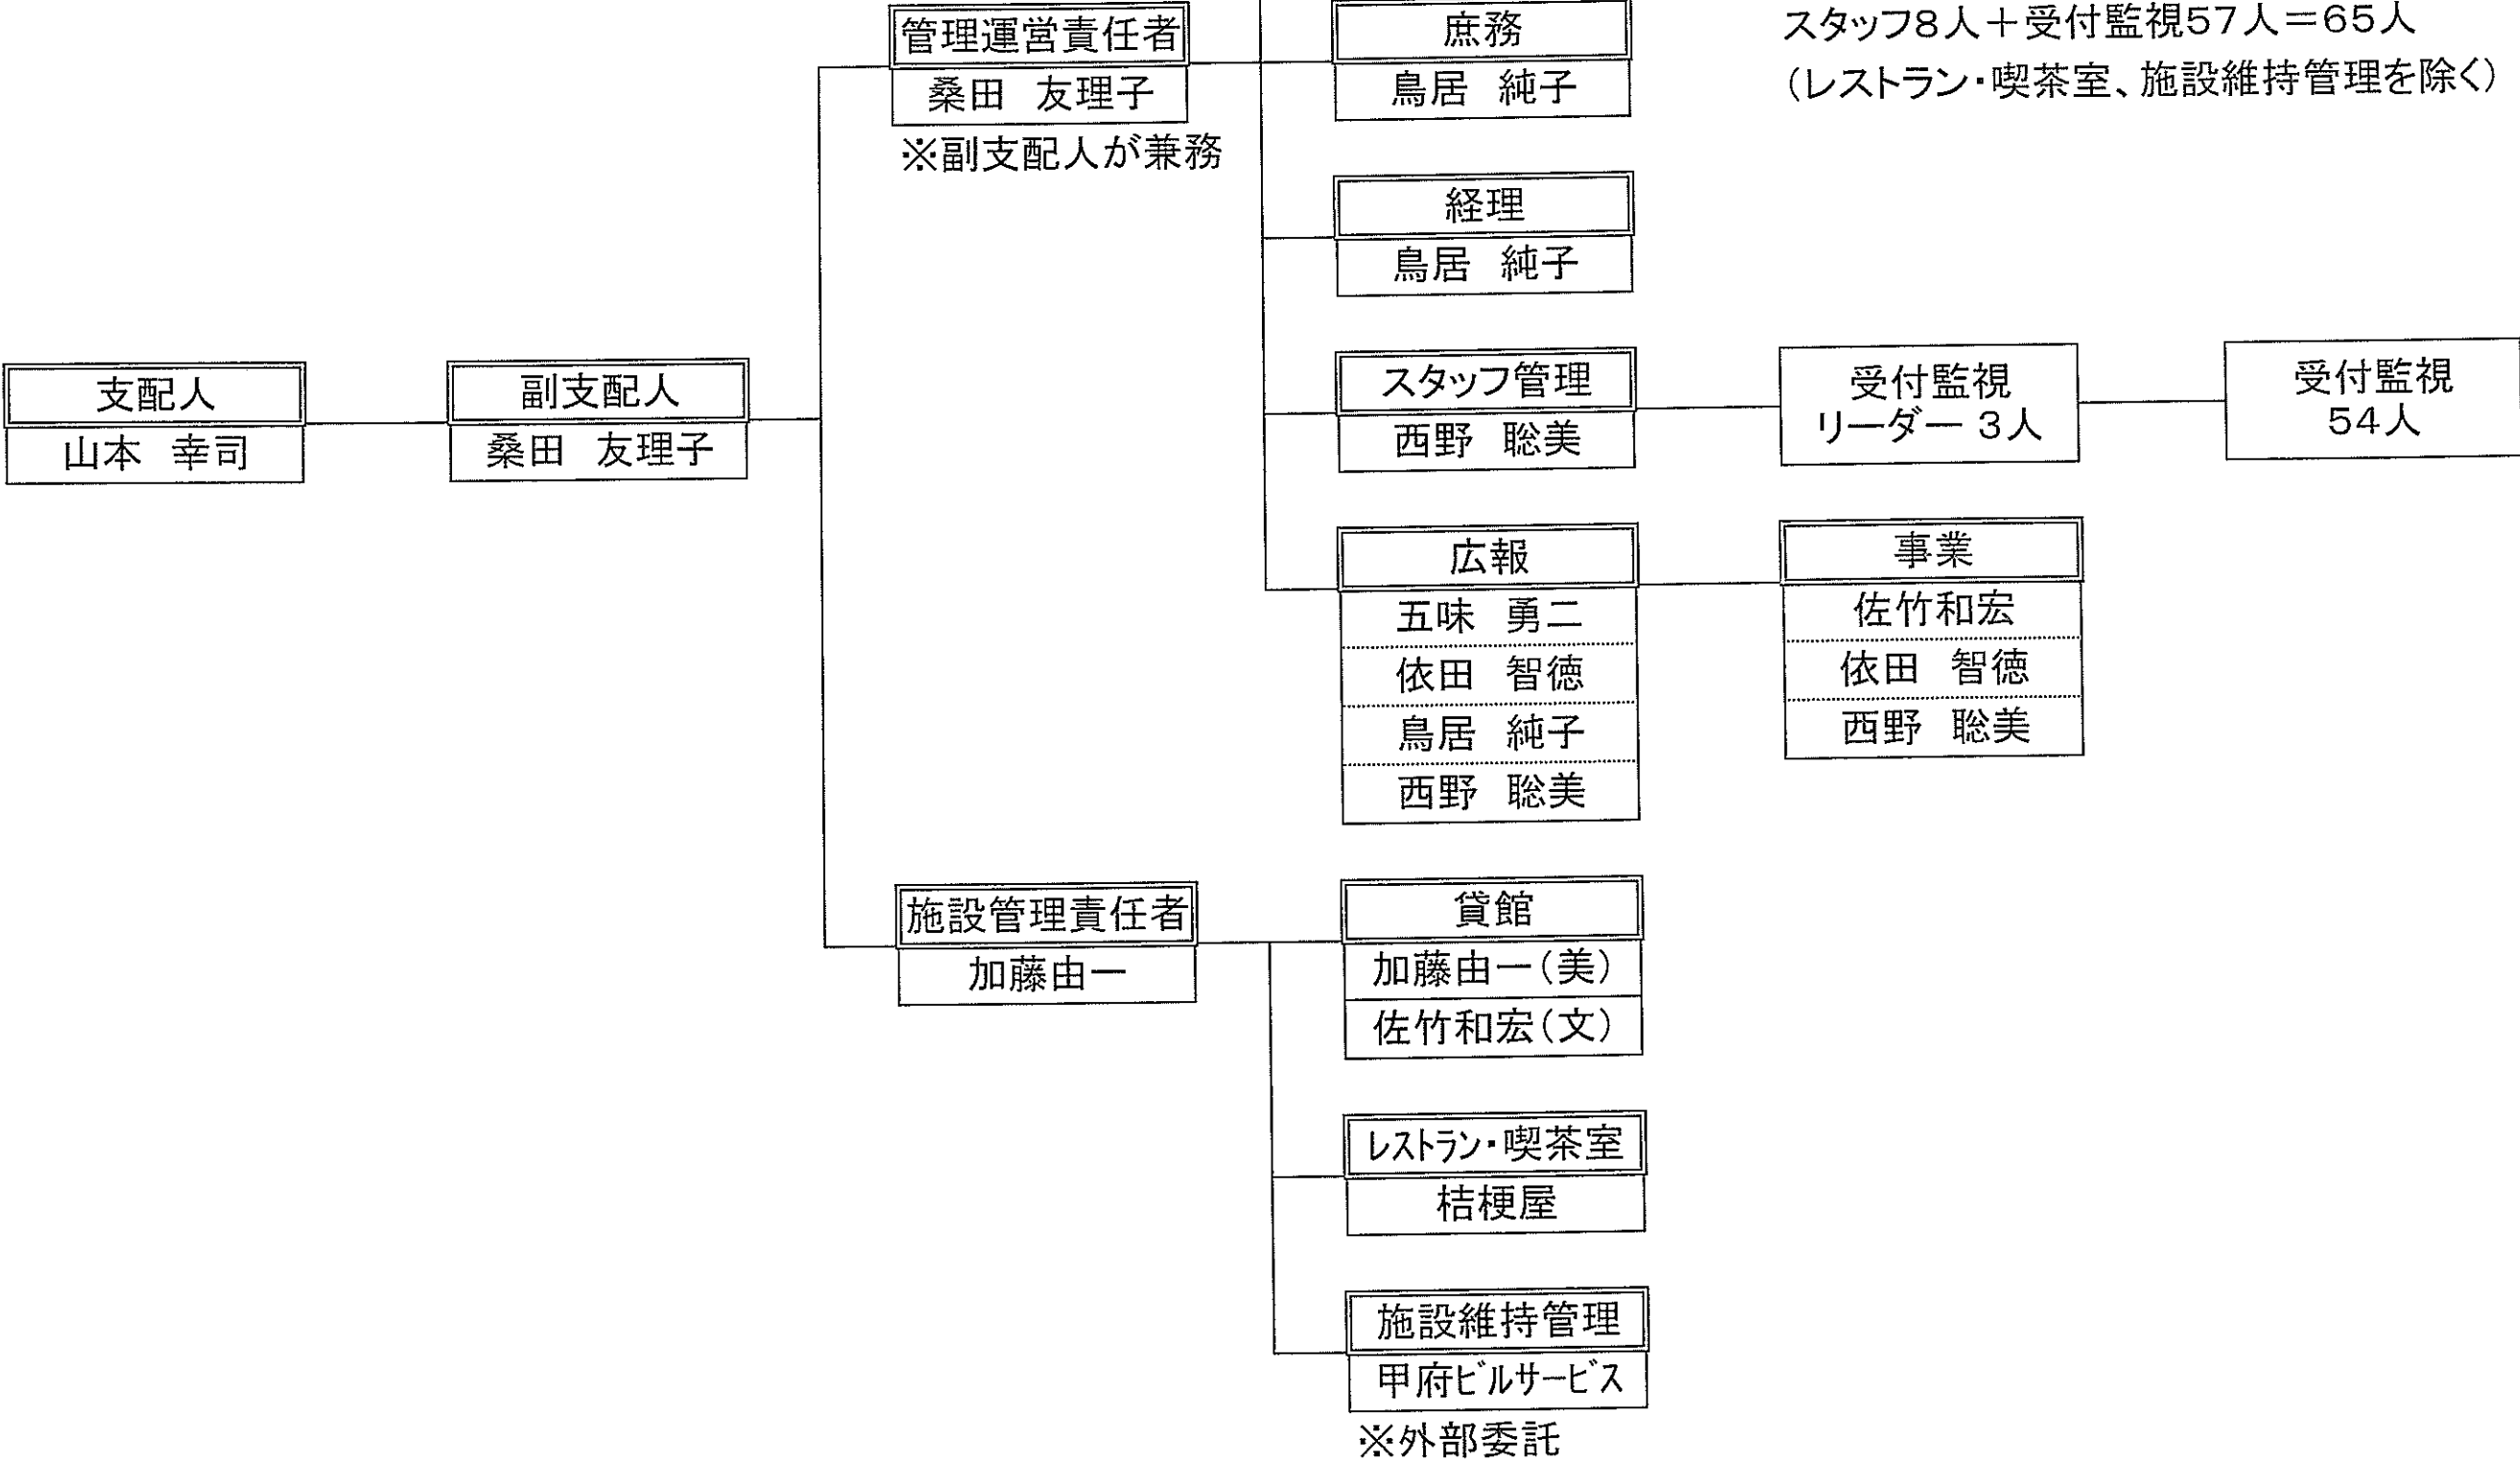 管理運営責任者
桑田　友理子
※副支配人が兼務
庶務
鳥居　純子
スタッフ8人＋受付監視57人＝65人
（レストラン・喫茶室、施設維持管理を除く）
経理
鳥居　純子
支配人
山本　幸司
副支配人
桑田　友理子
スタッフ管理
西野　聡美
受付監視
リーダー 3人
受付監視
54人
広報
五味　勇二
依田　智徳
鳥居　純子
西野　聡美
事業
佐竹和宏
依田　智徳
西野　聡美
施設管理責任者
加藤由一
貸館
加藤由一（美）
佐竹和宏（文）
レストラン・喫茶室
桔梗屋
施設維持管理
甲府ビルサービス
※外部委託